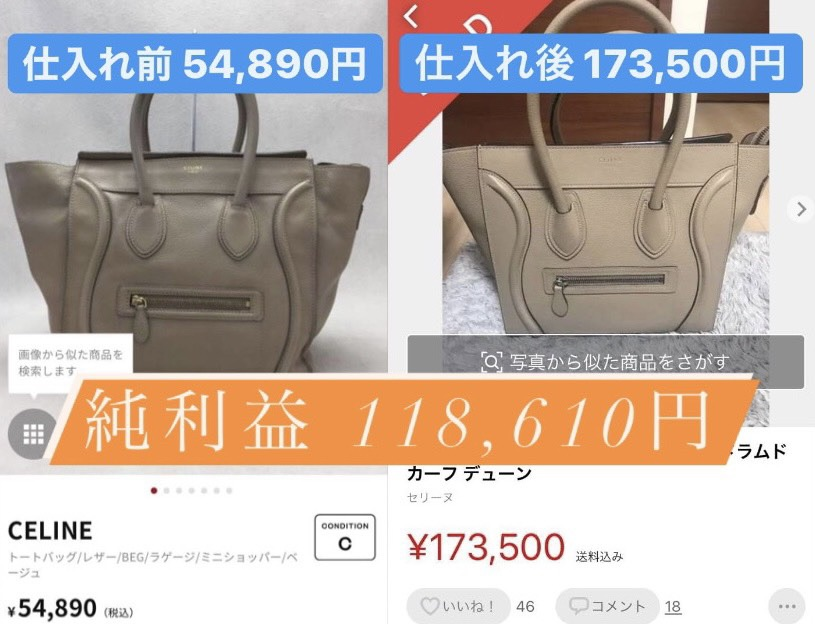 仕入れ前 54,890円
仕入れ後 173,500円
D
CELINE
画像から似た商品を
検索します
写真から似た商品をさがす
純利益 118,610円
ラムド
カーフ デューン
セリーヌ
CELINE
CONDITION
C
トートバッグ/レザー/BEG/ラゲージ/ミニショッパー/ベ
ージュ
¥54,890 (税込)
¥173,500 送料込み
いいね！ 46
コメント 18